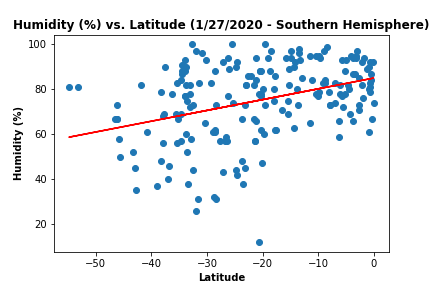 Humidity (%) vs. Latitude (1/27/2020 - Southern Hemisphere)
100
80
60
40
20
Humidity (%)
−50 −40 −30 −20 −10 0
Latitude